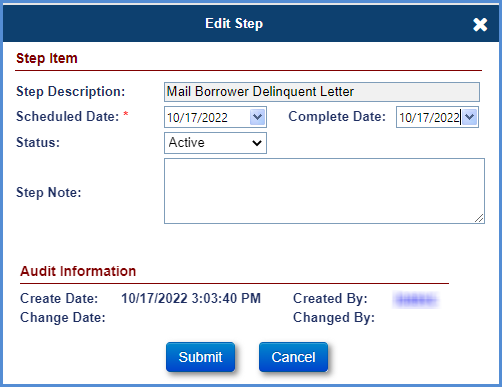 Edit Step
Step Item
Step Description: Mail Borrower Delinquent Letter
Scheduled Date: * 10/17/2022 Complete Date: 10/17/2022
Status: Active
Step Note:
Audit Information
Create Date: 10/17/2022 3:03:40 PM Created By:
Change Date: Changed By:
Submit Cancel